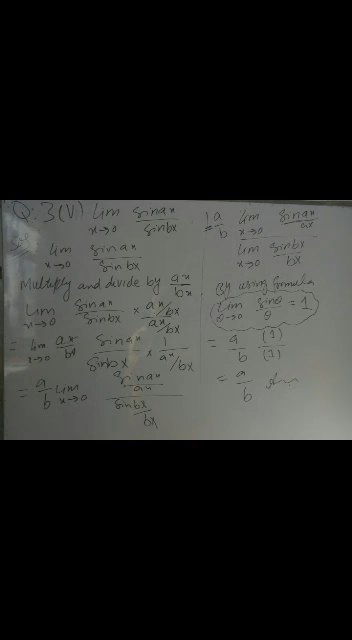 Q: 3(V) lim x→0 sinax/sinbx
Sol:
lim x→0 sinax/sinbx
Multiply and divide by ax/bx
lim x→0 sinax/sinbx × (ax/bx)/(ax/bx)
= lim x→0 ax/bx sinax/sinbx × 1/(ax/bx)
= a/b lim x→0 (sinax/ax)/(sinbx/bx)
= a/b (lim x→0 sinax/ax)/(lim x→0 sinbx/bx)
By using formula
lim θ→0 sinθ/θ = 1
= a/b (1)/(1)
= a/b Ans